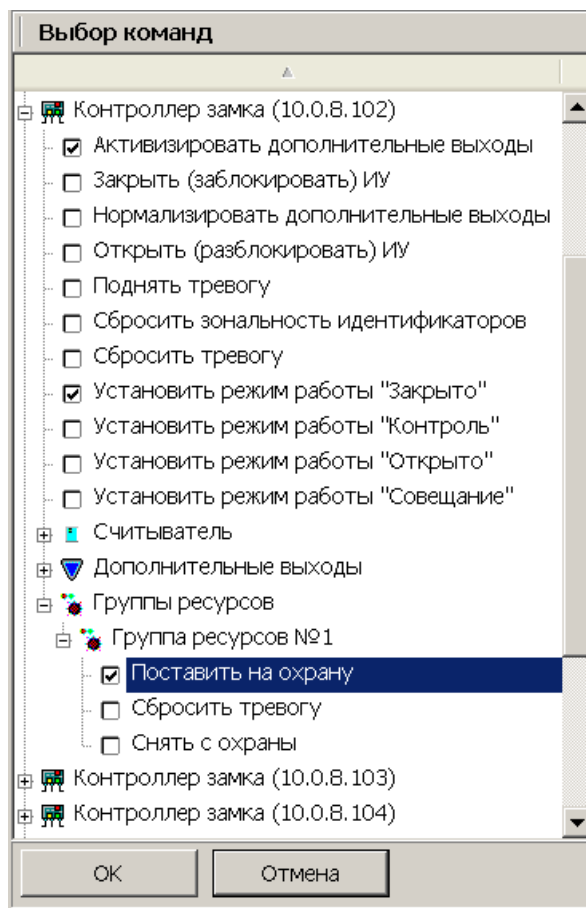 Выбор команд
Контроллер замка (10.0.8.102)
Активизировать дополнительные выходы
Закрыть (заблокировать) ИУ
Нормализировать дополнительные выходы
Открыть (разблокировать) ИУ
Поднять тревогу
Сбросить зональность идентификаторов
Сбросить тревогу
Установить режим работы "Закрыто"
Установить режим работы "Контроль"
Установить режим работы "Открыто"
Установить режим работы "Совещание"
Считыватель
Дополнительные выходы
Группы ресурсов
Группа ресурсов №1
Поставить на охрану
Сбросить тревогу
Снять с охраны
Контроллер замка (10.0.8.103)
Контроллер замка (10.0.8.104)
ОК
Отмена